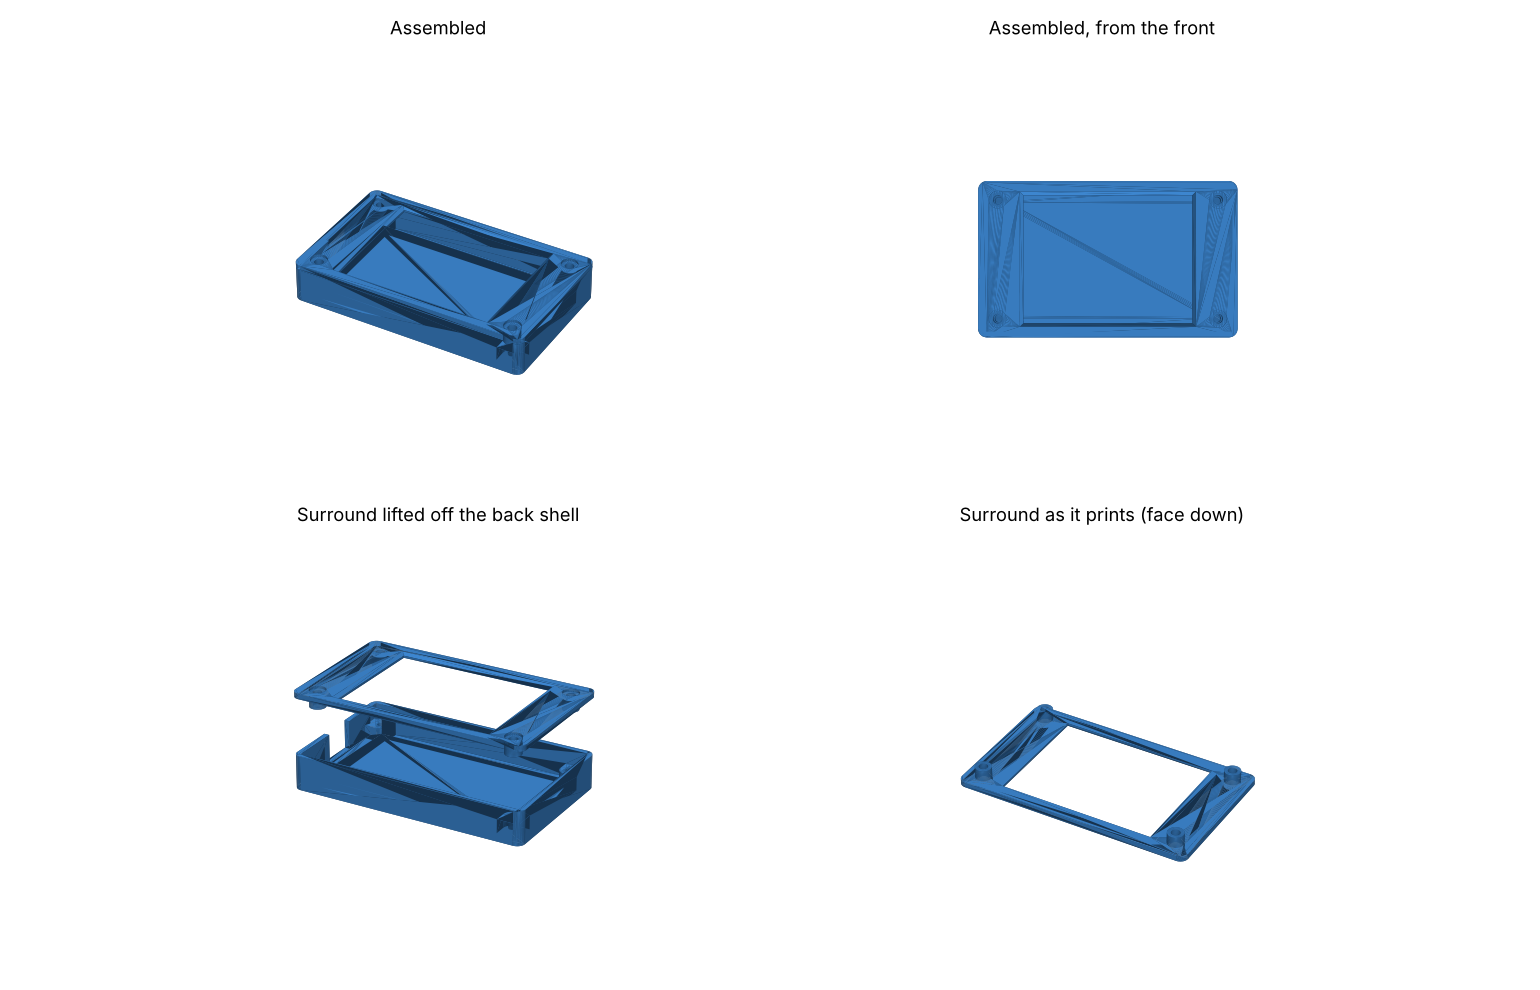 Assembled
Assembled, from the front
Surround lifted off the back shell
Surround as it prints (face down)